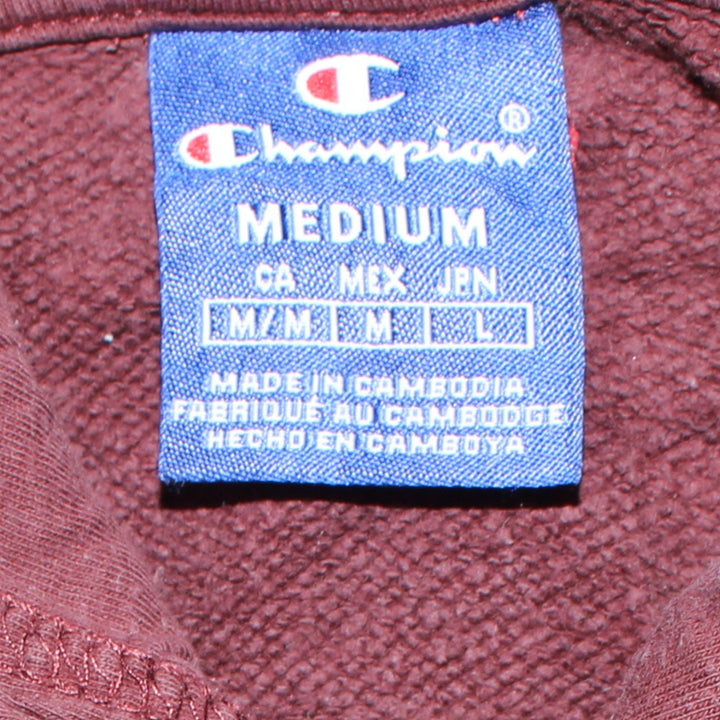 Champion®
MEDIUM
CA MEX JPN
M/M M L
MADE IN CAMBODIA
FABRIQUÉ AU CAMBODGE
HECHO EN CAMBOYA